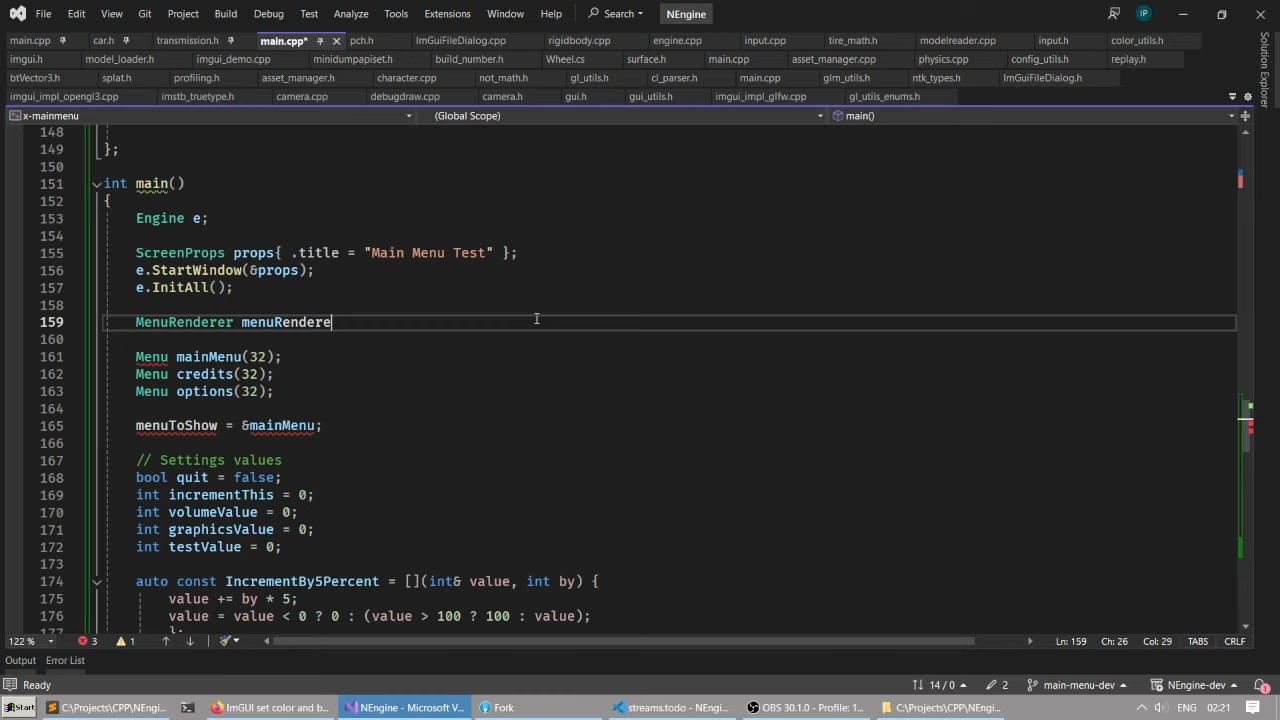 File Edit View Git Project Build Debug Test Analyze Tools Extensions Window Help Search NEngine IP
main.cpp car.h transmission.h main.cpp* pch.h ImGuiFileDialog.cpp rigidbody.cpp engine.cpp input.cpp tire_math.h modelreader.cpp input.h color_utils.h
imgui.h model_loader.h imgui_demo.cpp minidumpapiset.h build_number.h Wheel.cs surface.h main.cpp asset_manager.cpp physics.cpp config_utils.h replay.h
btVector3.h splat.h profiling.h asset_manager.h character.cpp not_math.h gl_utils.h cl_parser.h main.cpp glm_utils.h ntk_types.h ImGuiFileDialog.h
imgui_impl_opengl3.cpp imstb_truetype.h camera.cpp debugdraw.cpp camera.h gui.h gui_utils.h imgui_impl_glfw.cpp gl_utils_enums.h
x-mainmenu (Global Scope) main()
Solution Explorer
148
149 };
150
151 int main()
152 {
153 Engine e;
154
155 ScreenProps props{ .title = "Main Menu Test" };
156 e.StartWindow(&props);
157 e.InitAll();
158
159 MenuRenderer menuRendere
160
161 Menu mainMenu(32);
162 Menu credits(32);
163 Menu options(32);
164
165 menuToShow = &mainMenu;
166
167 // Settings values
168 bool quit = false;
169 int incrementThis = 0;
170 int volumeValue = 0;
171 int graphicsValue = 0;
172 int testValue = 0;
173
174 auto const IncrementBy5Percent = [](int& value, int by) {
175 value += by * 5;
176 value = value < 0 ? 0 : (value > 100 ? 100 : value);
177 };
122 % 3 1 Ln: 159 Ch: 26 Col: 29 TABS CRLF
Output Error List
Ready 14 / 0 2 main-menu-dev NEngine-dev 1
Start C:\Projects\CPP\NEngi... ImGUI set color and b... NEngine - Microsoft V... Fork streams.todo - NEngi... OBS 30.1.0 - Profile: 1... C:\Projects\CPP\NEngi... 02:21